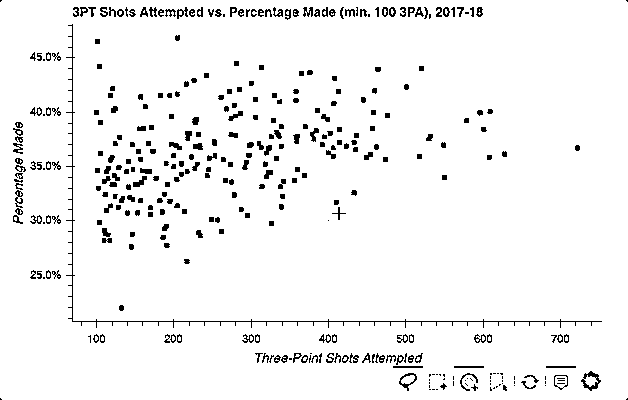 3PT Shots Attempted vs. Percentage Made (min. 100 3PA), 2017-18
45.0%
40.0%
35.0%
30.0%
25.0%
Percentage Made
100 200 300 400 500 600 700
Three-Point Shots Attempted